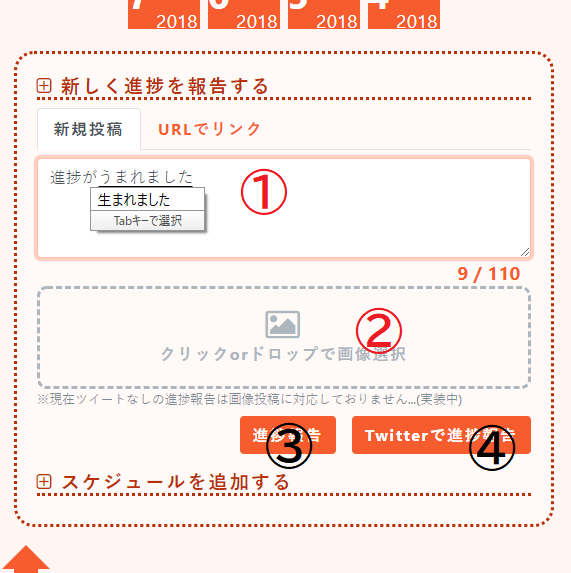 7 6 5 4
2018 2018 2018 2018
新しく進捗を報告する
新規投稿 URLでリンク
進捗がうまれました
①
生まれました
Tabキーで選択
9 / 110
②
クリックorドロップで画像選択
※現在ツイートなしの進捗報告は画像投稿に対応しておりません...(実装中)
進捗報告 Twitterで進捗報告
③ ④
スケジュールを追加する